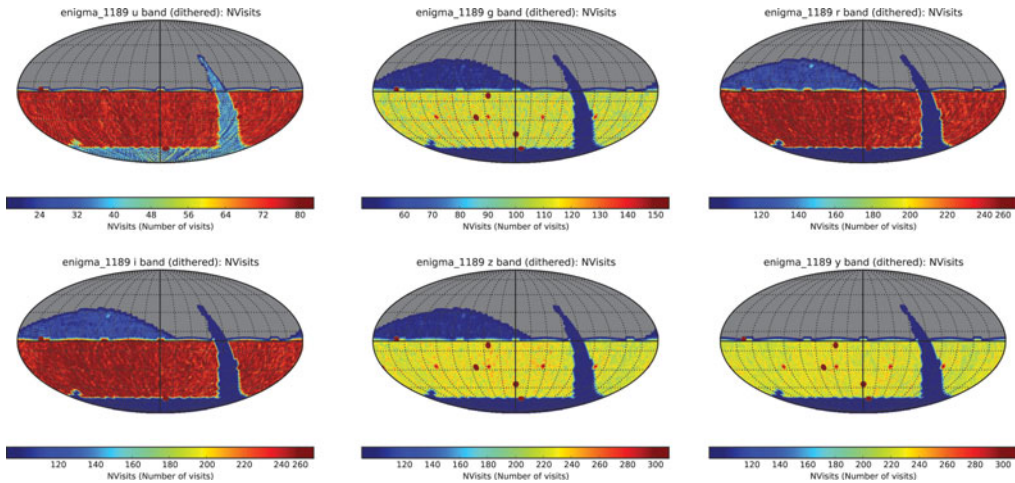 enigma_1189 u band (dithered): NVisits
24 32 40 48 56 64 72 80
NVisits (Number of visits)
enigma_1189 g band (dithered): NVisits
60 70 80 90 100 110 120 130 140 150
NVisits (Number of visits)
enigma_1189 r band (dithered): NVisits
120 140 160 180 200 220 240 260
NVisits (Number of visits)
enigma_1189 i band (dithered): NVisits
120 140 160 180 200 220 240 260
NVisits (Number of visits)
enigma_1189 z band (dithered): NVisits
120 140 160 180 200 220 240 260 280 300
NVisits (Number of visits)
enigma_1189 y band (dithered): NVisits
120 140 160 180 200 220 240 260 280 300
NVisits (Number of visits)